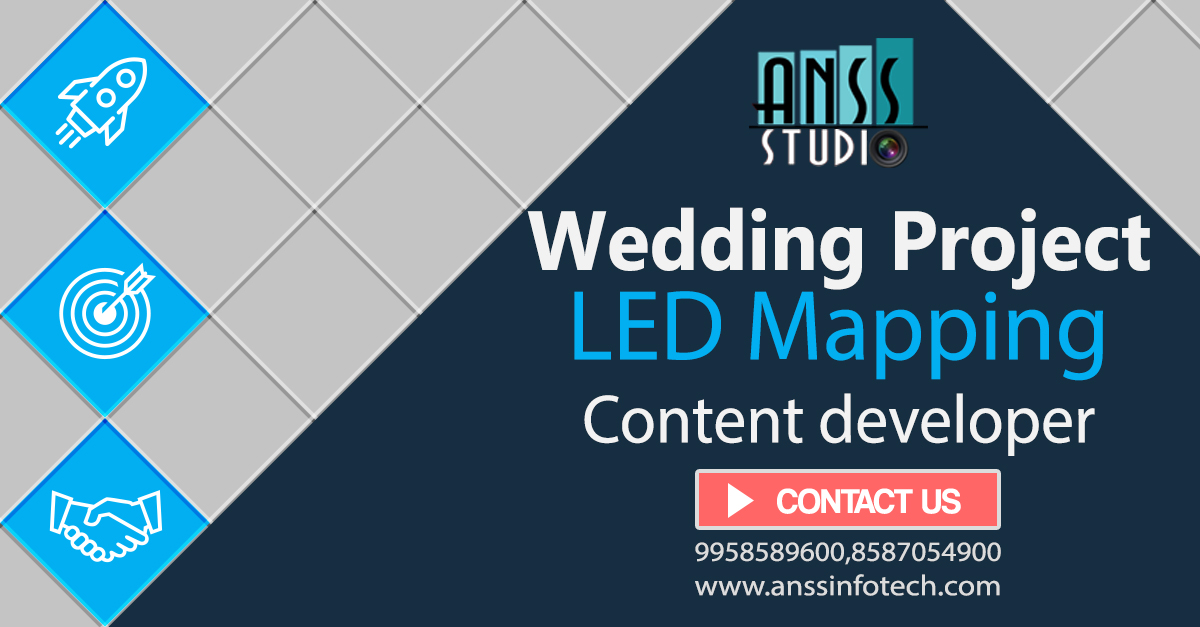 ANSS
STUDIO
Wedding Project
LED Mapping
Content developer
CONTACT US
9958589600,8587054900
www.anssinfotech.com